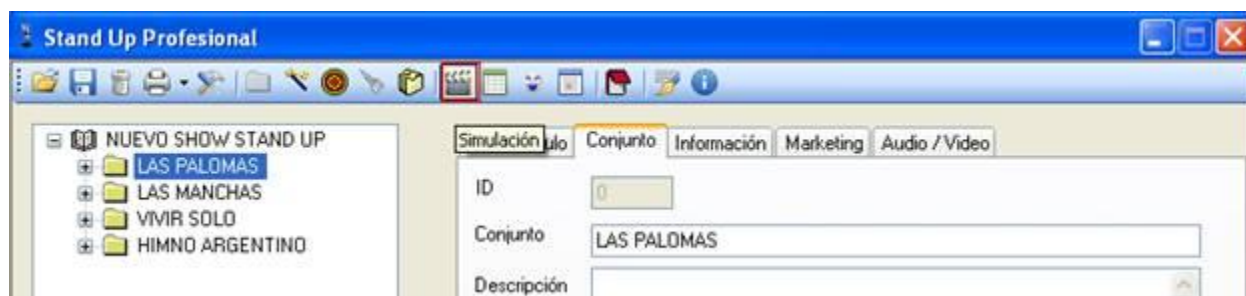 Stand Up Profesional
NUEVO SHOW STAND UP
LAS PALOMAS
LAS MANCHAS
VIVIR SOLO
HIMNO ARGENTINO
Simulación ulo Conjunto Información Marketing Audio / Video
ID 0
Conjunto LAS PALOMAS
Descripción